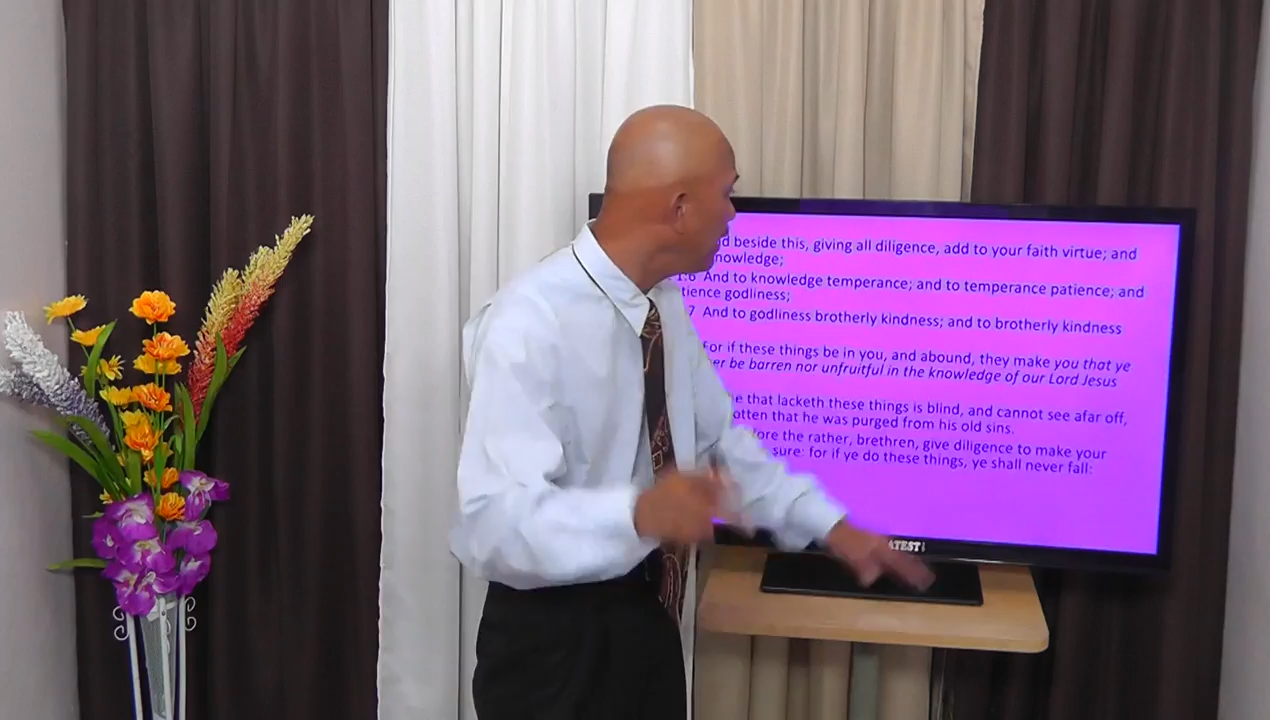 d beside this, giving all diligence, add to your faith virtue; and
nowledge;
1:6 And to knowledge temperance; and to temperance patience; and
tience godliness;
7 And to godliness brotherly kindness; and to brotherly kindness
For if these things be in you, and abound, they make you that ye
er be barren nor unfruitful in the knowledge of our Lord Jesus
e that lacketh these things is blind, and cannot see afar off,
otten that he was purged from his old sins.
fore the rather, brethren, give diligence to make your
sure: for if ye do these things, ye shall never fall:
ATEST